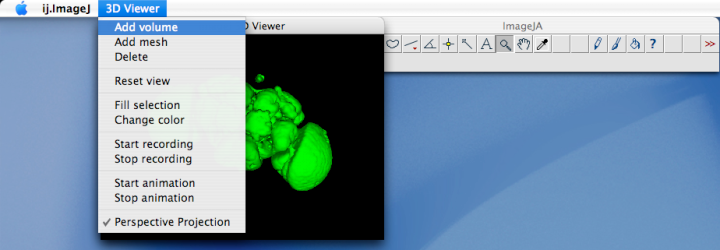 ij.ImageJ 3D Viewer
Add volume
Add mesh
Delete
Reset view
Fill selection
Change color
Start recording
Stop recording
Start animation
Stop animation
✓ Perspective Projection
D Viewer
ImageJA
A ? >>